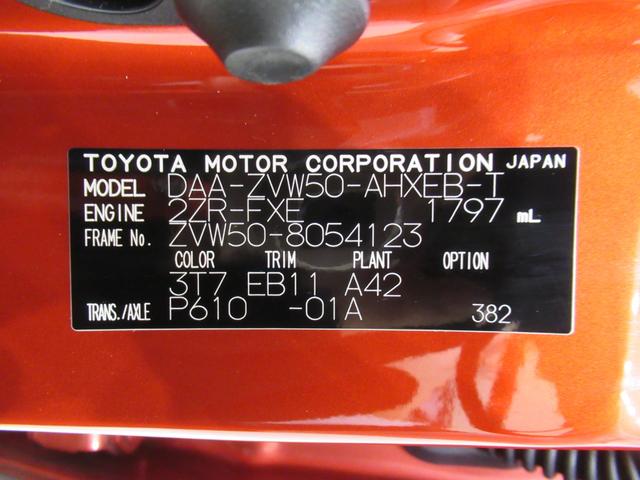 TOYOTA MOTOR CORPORATION JAPAN
MODEL DAA-ZVW50-AHXEB-T
ENGINE 2ZR-FXE 1797 mL
FRAME No. ZVW50-8054123
COLOR TRIM PLANT OPTION
3T7 EB11 A42
TRANS./AXLE P610 -01A 382